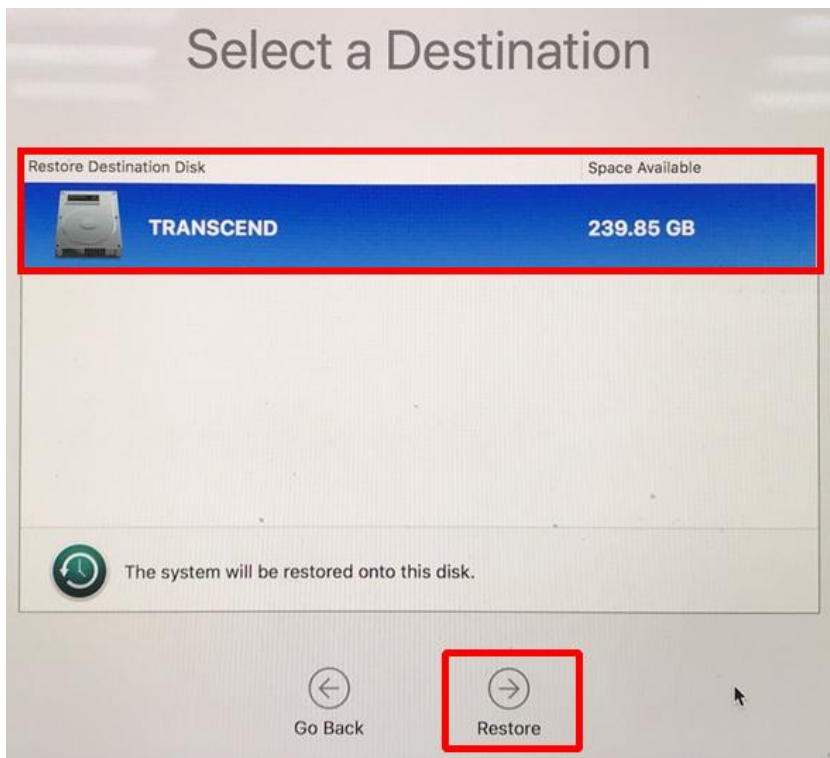 Select a Destination
Restore Destination Disk Space Available
TRANSCEND 239.85 GB
The system will be restored onto this disk.
Go Back Restore